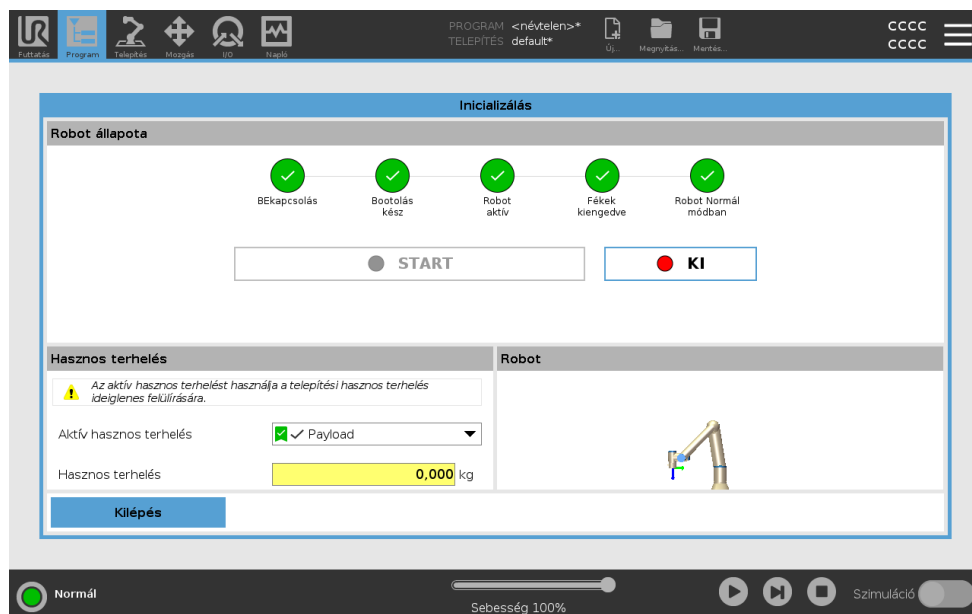 PROGRAM <névtelen>*
TELEPÍTÉS default*
cccc
cccc
Futtatás Program Telepítés Mozgás I/O Napló Új... Megnyitás... Mentés...
Inicializálás
Robot állapota
BEkapcsolás
Bootolás kész
Robot aktív
Fékek kiengedve
Robot Normál módban
START
KI
Hasznos terhelés
Robot
Az aktív hasznos terhelést használja a telepítési hasznos terhelés
ideiglenes felülírására.
Aktív hasznos terhelés
Payload
Hasznos terhelés
0,000 kg
Kilépés
Normál
Sebesség 100%
Szimuláció